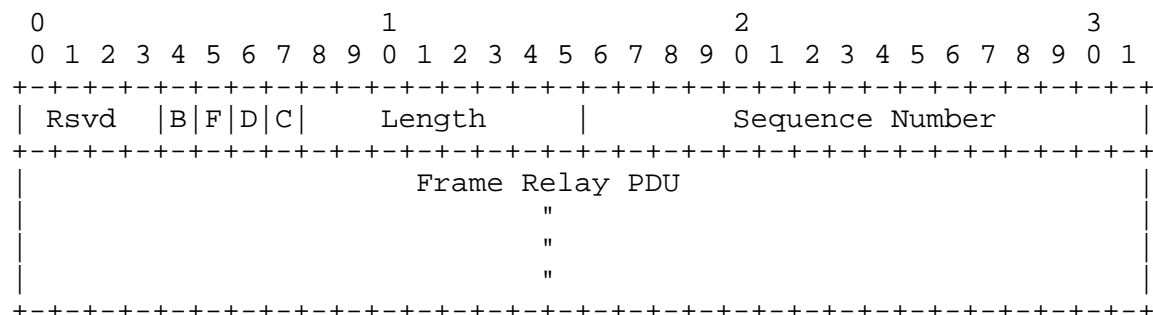 0                   1                   2                   3
 0 1 2 3 4 5 6 7 8 9 0 1 2 3 4 5 6 7 8 9 0 1 2 3 4 5 6 7 8 9 0 1
+-+-+-+-+-+-+-+-+-+-+-+-+-+-+-+-+-+-+-+-+-+-+-+-+-+-+-+-+-+-+-+-+
| Rsvd  |B|F|D|C|    Length     |        Sequence Number        |
+-+-+-+-+-+-+-+-+-+-+-+-+-+-+-+-+-+-+-+-+-+-+-+-+-+-+-+-+-+-+-+-+
|                      Frame Relay PDU                          |
|                             "                                 |
|                             "                                 |
|                             "                                 |
+-+-+-+-+-+-+-+-+-+-+-+-+-+-+-+-+-+-+-+-+-+-+-+-+-+-+-+-+-+-+-+-+